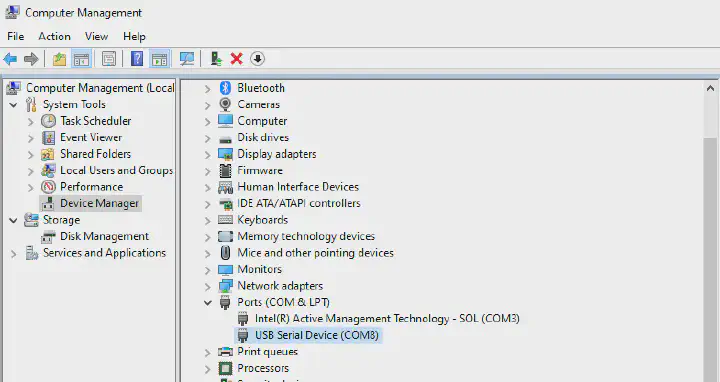 Computer Management
File Action View Help
Computer Management (Local
System Tools
Task Scheduler
Event Viewer
Shared Folders
Local Users and Groups
Performance
Device Manager
Storage
Disk Management
Services and Applications
Bluetooth
Cameras
Computer
Disk drives
Display adapters
Firmware
Human Interface Devices
IDE ATA/ATAPI controllers
Keyboards
Memory technology devices
Mice and other pointing devices
Monitors
Network adapters
Ports (COM & LPT)
Intel(R) Active Management Technology - SOL (COM3)
USB Serial Device (COM8)
Print queues
Processors